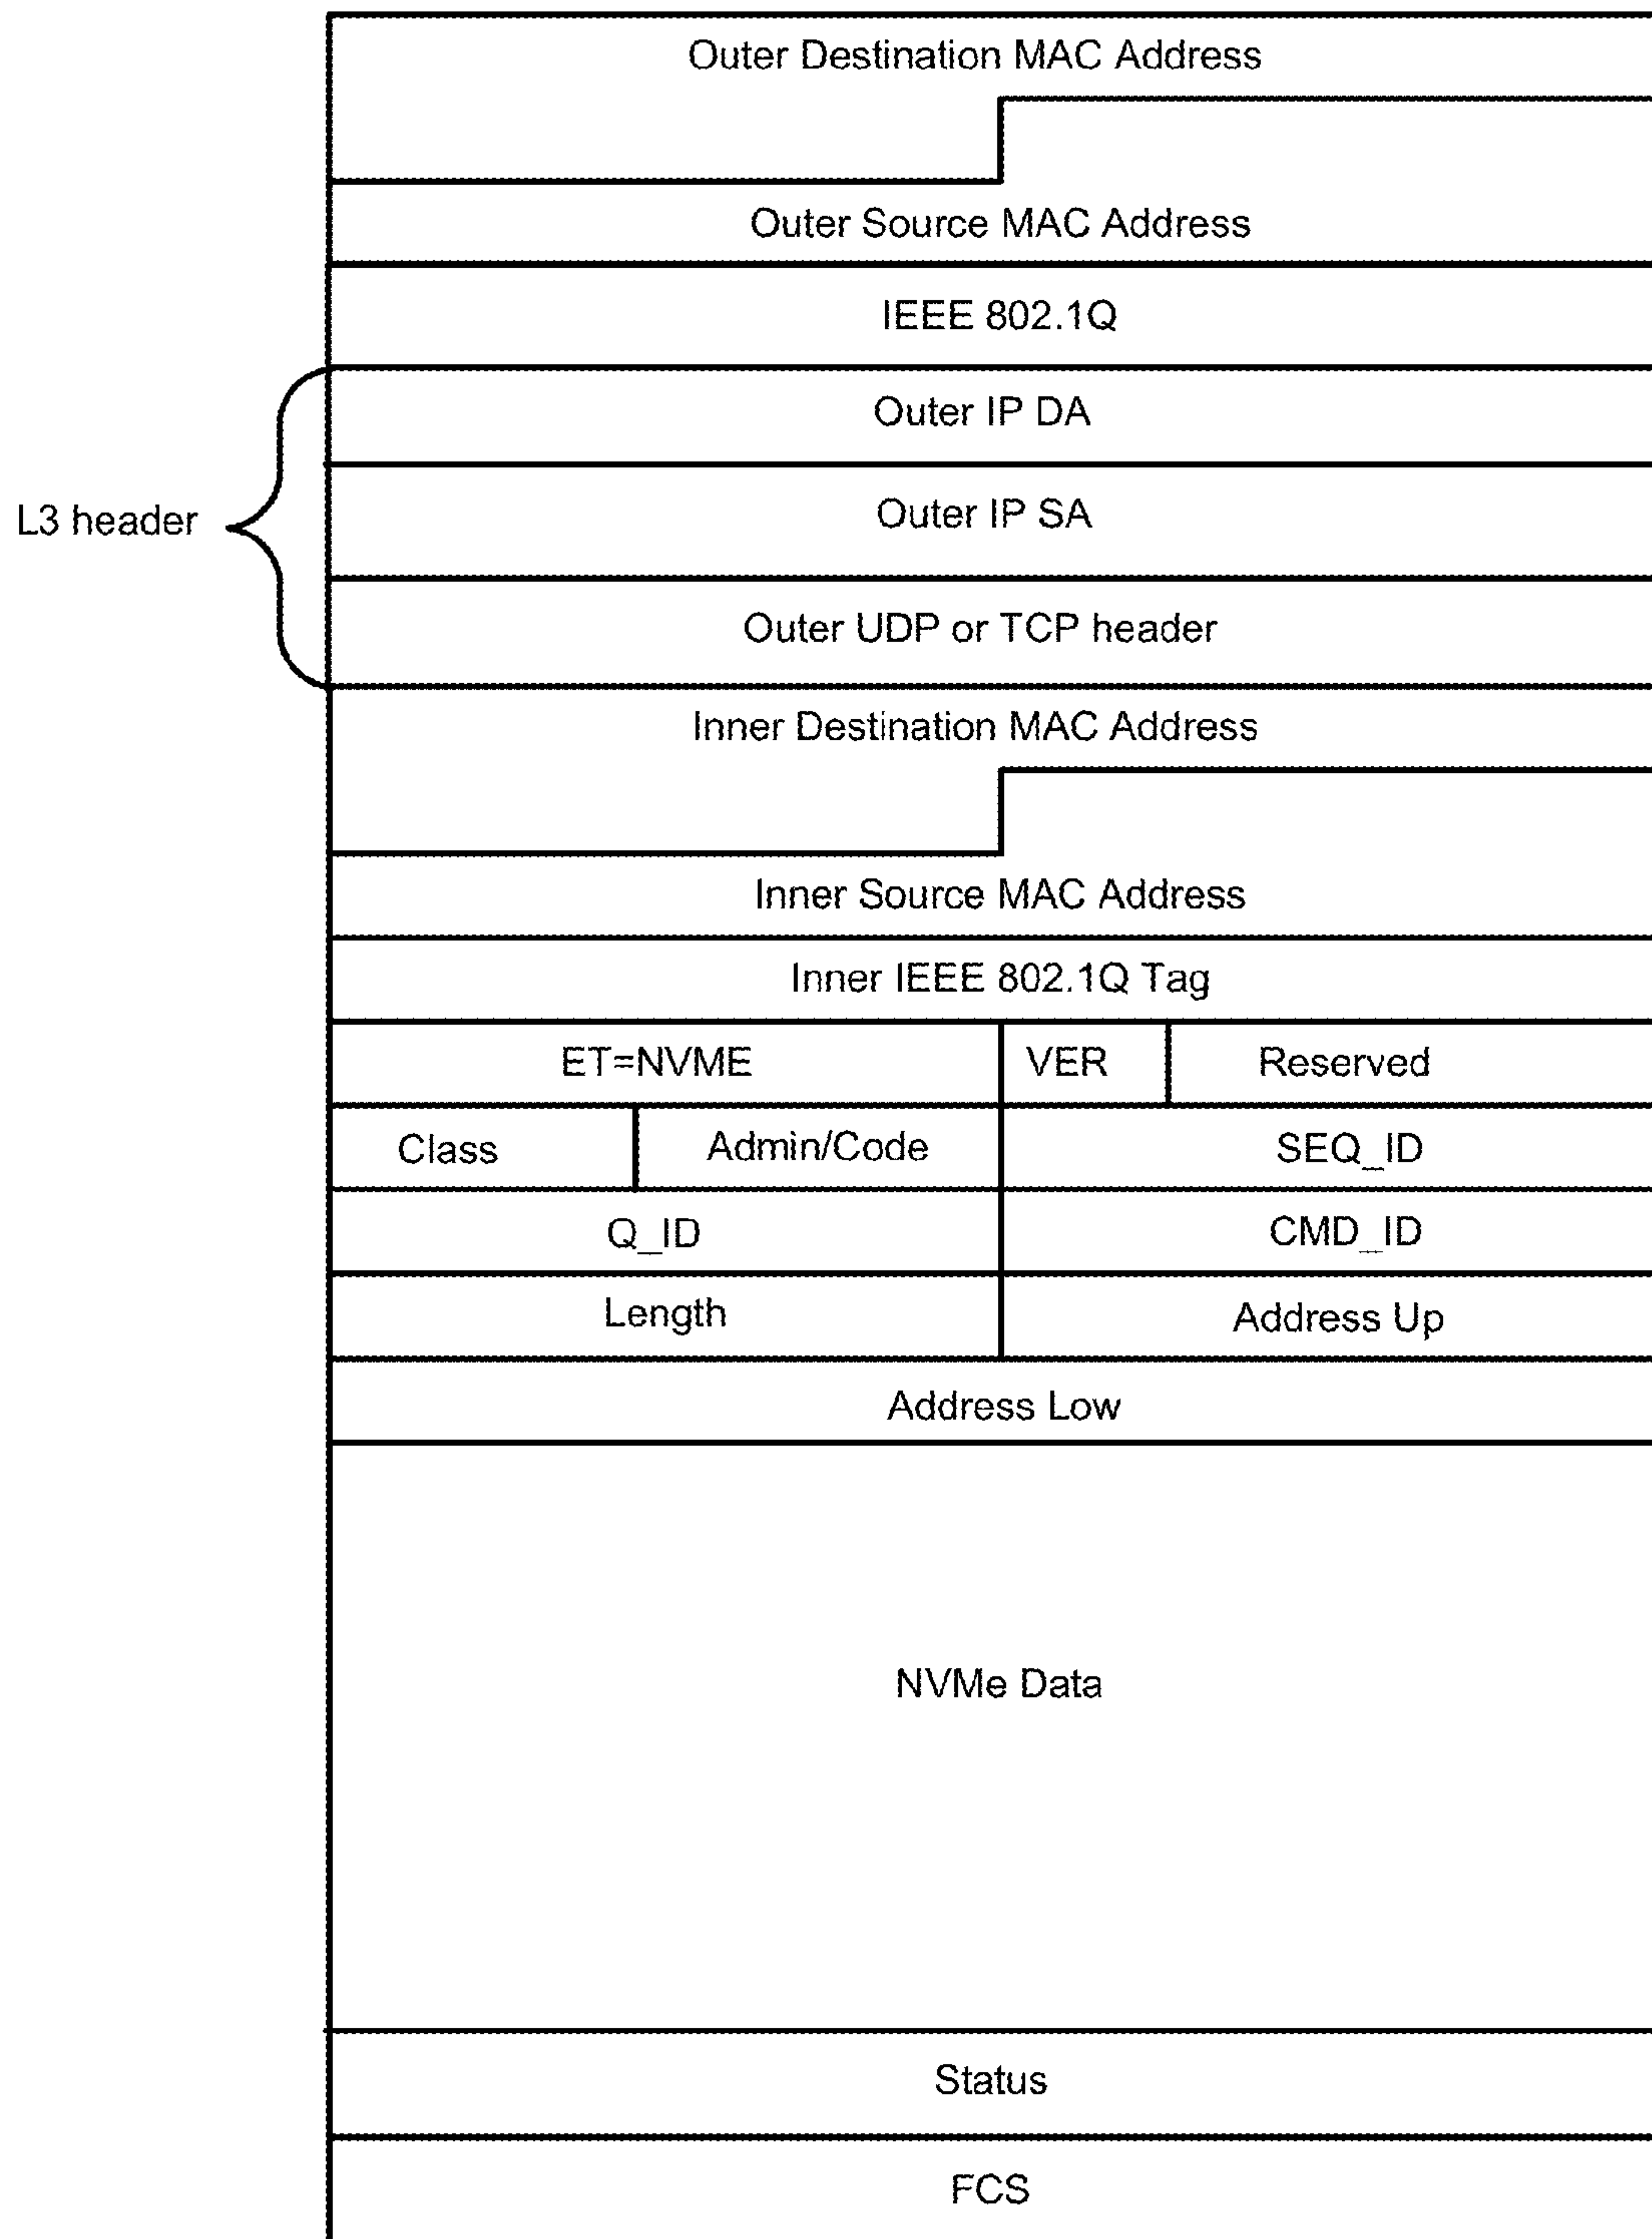 Outer Destination MAC Address
Outer Source MAC Address
IEEE 802.1Q
Outer IP DA
L3 header
Outer IP SA
Outer UDP or TCP header
Inner Destination MAC Address
Inner Source MAC Address
Inner IEEE 802.1Q Tag
ET=NVME VER Reserved
Class Admin/Code SEQ_ID
Q_ID CMD_ID
Length Address Up
Address Low
NVMe Data
Status
FCS